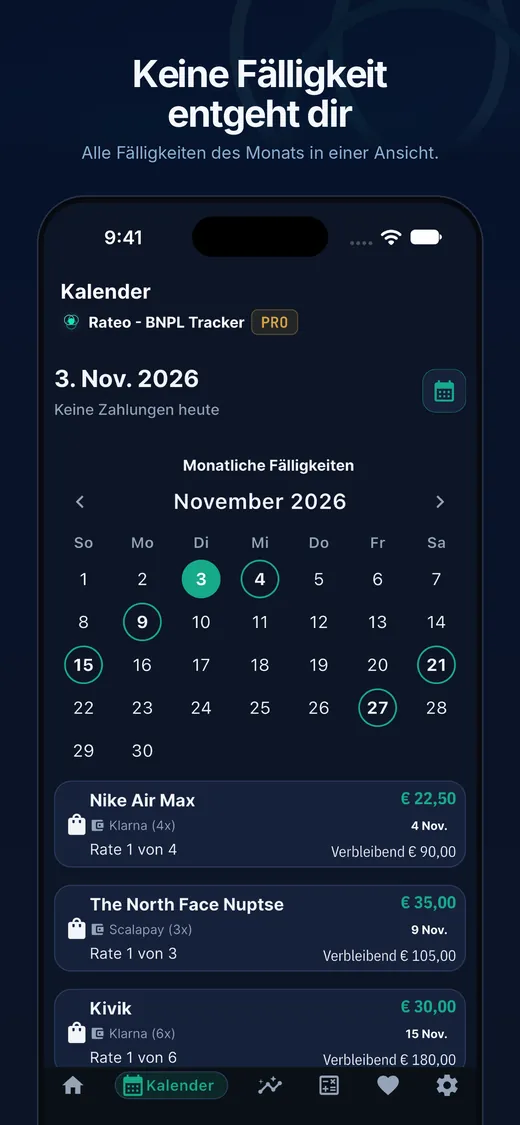 Keine Fälligkeit
entgeht dir
Alle Fälligkeiten des Monats in einer Ansicht.
9:41
Kalender
Rateo - BNPL Tracker PRO
3. Nov. 2026
Keine Zahlungen heute
Monatliche Fälligkeiten
November 2026
So Mo Di Mi Do Fr Sa
1 2 3 4 5 6 7
8 9 10 11 12 13 14
15 16 17 18 19 20 21
22 23 24 25 26 27 28
29 30
Nike Air Max € 22,50
Klarna (4x) 4 Nov.
Rate 1 von 4 Verbleibend € 90,00
The North Face Nuptse € 35,00
Scalapay (3x) 9 Nov.
Rate 1 von 3 Verbleibend € 105,00
Kivik € 30,00
Klarna (6x) 15 Nov.
Rate 1 von 6 Verbleibend € 180,00
Kalender